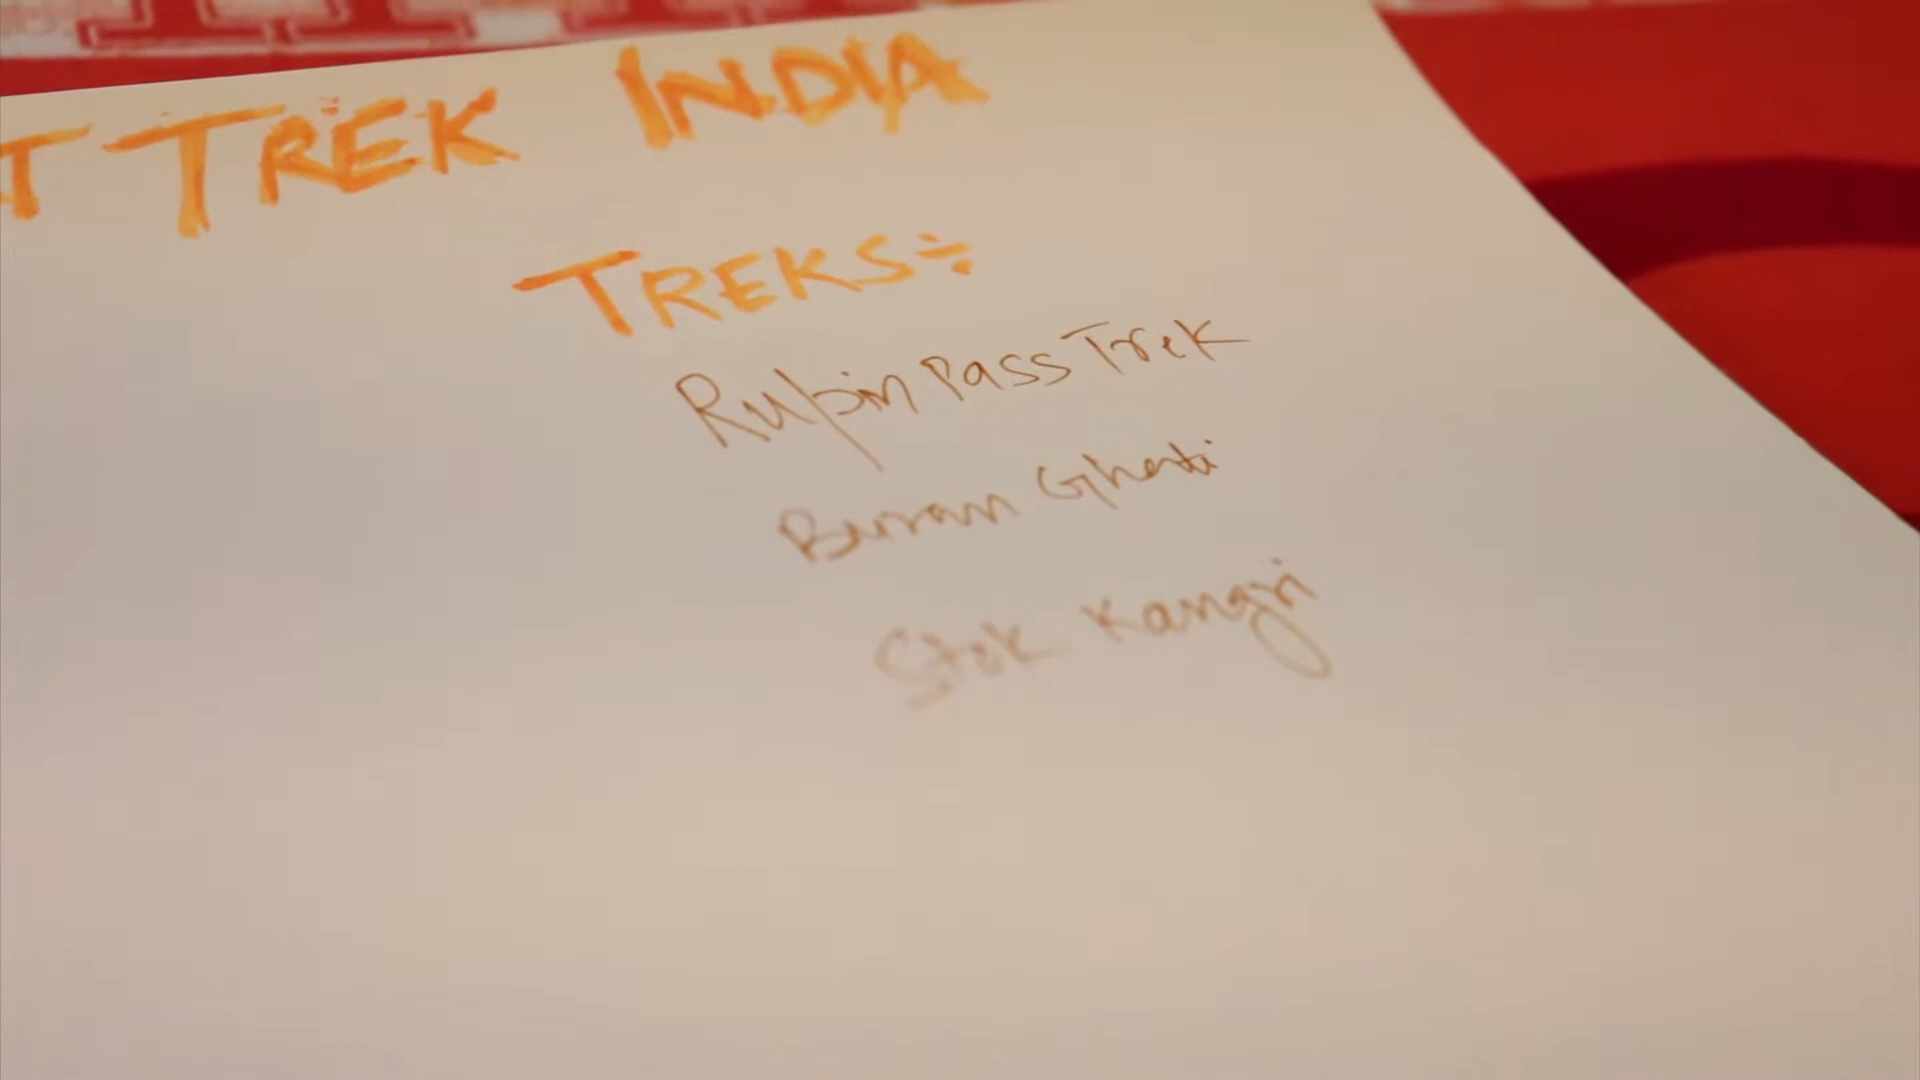 T TREK INDIA
TREKS÷
Rupin Pass Trek
Buran Ghati
Stok Kangri